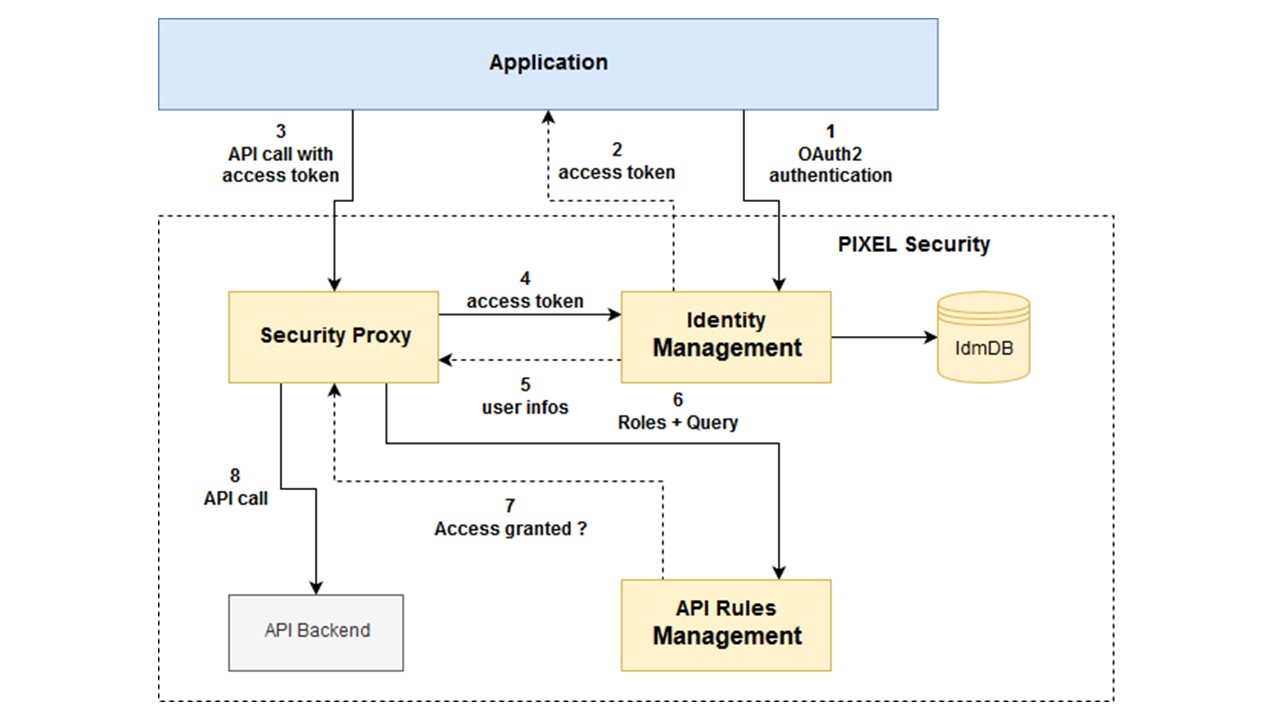 Application
3
API call with
access token
2
access token
1
OAuth2
authentication
PIXEL Security
4
access token
Security Proxy
Identity
Management
IdmDB
5
user infos
6
Roles + Query
8
API call
7
Access granted ?
API Backend
API Rules
Management